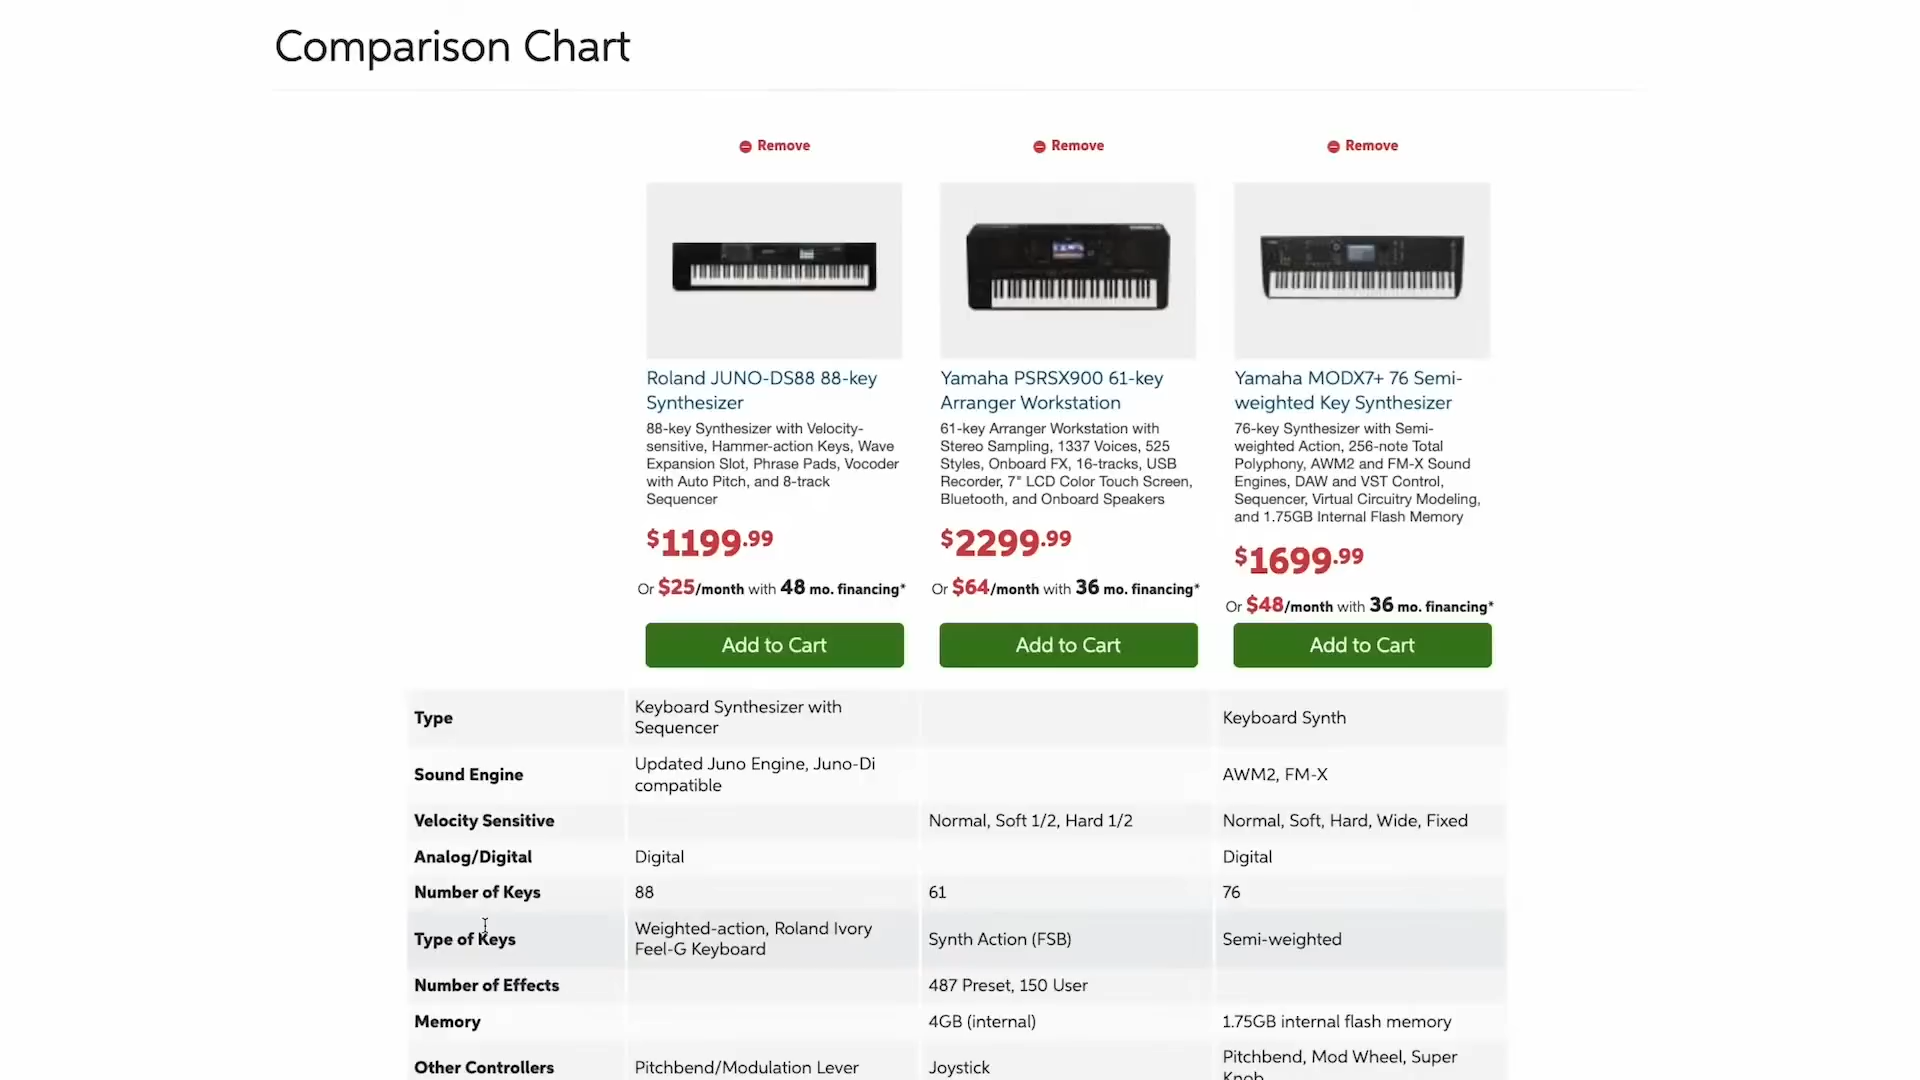 Comparison Chart
Remove
Remove
Remove
Roland JUNO-DS88 88-key
Synthesizer
88-key Synthesizer with Velocity-
sensitive, Hammer-action Keys, Wave
Expansion Slot, Phrase Pads, Vocoder
with Auto Pitch, and 8-track
Sequencer
$1199.99
Or $25/month with 48 mo. financing*
Add to Cart
Yamaha PSRSX900 61-key
Arranger Workstation
61-key Arranger Workstation with
Stereo Sampling, 1337 Voices, 525
Styles, Onboard FX, 16-tracks, USB
Recorder, 7" LCD Color Touch Screen,
Bluetooth, and Onboard Speakers
$2299.99
Or $64/month with 36 mo. financing*
Add to Cart
Yamaha MODX7+ 76 Semi-
weighted Key Synthesizer
76-key Synthesizer with Semi-
weighted Action, 256-note Total
Polyphony, AWM2 and FM-X Sound
Engines, DAW and VST Control,
Sequencer, Virtual Circuitry Modeling,
and 1.75GB Internal Flash Memory
$1699.99
Or $48/month with 36 mo. financing*
Add to Cart
Type
Keyboard Synthesizer with
Sequencer
Keyboard Synth
Sound Engine
Updated Juno Engine, Juno-Di
compatible
AWM2, FM-X
Velocity Sensitive
Normal, Soft 1/2, Hard 1/2
Normal, Soft, Hard, Wide, Fixed
Analog/Digital
Digital
Digital
Number of Keys
88
61
76
Type of Keys
Weighted-action, Roland Ivory
Feel-G Keyboard
Synth Action (FSB)
Semi-weighted
Number of Effects
487 Preset, 150 User
Memory
4GB (internal)
1.75GB internal flash memory
Other Controllers
Pitchbend/Modulation Lever
Joystick
Pitchbend, Mod Wheel, Super
Knob